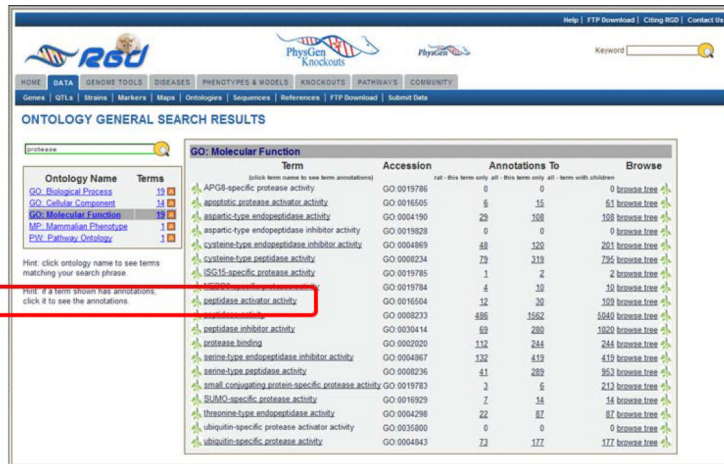 Help | FTP Download | Citing RGD | Contact Us
RGD
PhysGen Knockouts
PhysGen
Keyword
HOME DATA GENOME TOOLS DISEASES PHENOTYPES & MODELS KNOCKOUTS PATHWAYS COMMUNITY
Genes | QTLs | Strains | Markers | Maps | Ontologies | Sequences | References | FTP Download | Submit Data
ONTOLOGY GENERAL SEARCH RESULTS
protease
Ontology Name Terms
GO: Biological Process 19
GO: Cellular Component 14
GO: Molecular Function 19
MP: Mammalian Phenotype 1
PW: Pathway Ontology 1
Hint: click ontology name to see terms
matching your search phrase.
Hint: if a term shown has annotations,
click it to see the annotations.
GO: Molecular Function
Term Accession Annotations To Browse
(click term name to see term annotations) rat - this term only all - this term only all - term with children
APG8-specific protease activity GO:0019786 0 0 0 browse tree
apoptotic protease activator activity GO:0016505 6 15 51 browse tree
aspartic-type endopeptidase activity GO:0004190 29 108 108 browse tree
aspartic-type endopeptidase inhibitor activity GO:0019828 0 0 0 browse tree
cysteine-type endopeptidase inhibitor activity GO:0004869 48 120 201 browse tree
cysteine-type peptidase activity GO:0008234 79 319 795 browse tree
ISG15-specific protease activity GO:0019785 1 2 2 browse tree
NEDD8-specific protease activity GO:0019784 4 10 10 browse tree
peptidase activator activity GO:0016504 12 30 109 browse tree
peptidase activity GO:0008233 486 1562 5040 browse tree
peptidase inhibitor activity GO:0030414 69 280 1020 browse tree
protease binding GO:0002020 112 244 244 browse tree
serine-type endopeptidase inhibitor activity GO:0004867 132 419 419 browse tree
serine-type peptidase activity GO:0008236 41 289 953 browse tree
small conjugating protein-specific protease activity GO:0019783 3 6 213 browse tree
SUMO-specific protease activity GO:0016929 7 14 14 browse tree
threonine-type endopeptidase activity GO:0004298 22 87 87 browse tree
ubiquitin-specific protease activator activity GO:0035800 0 0 0 browse tree
ubiquitin-specific protease activity GO:0004843 73 177 177 browse tree